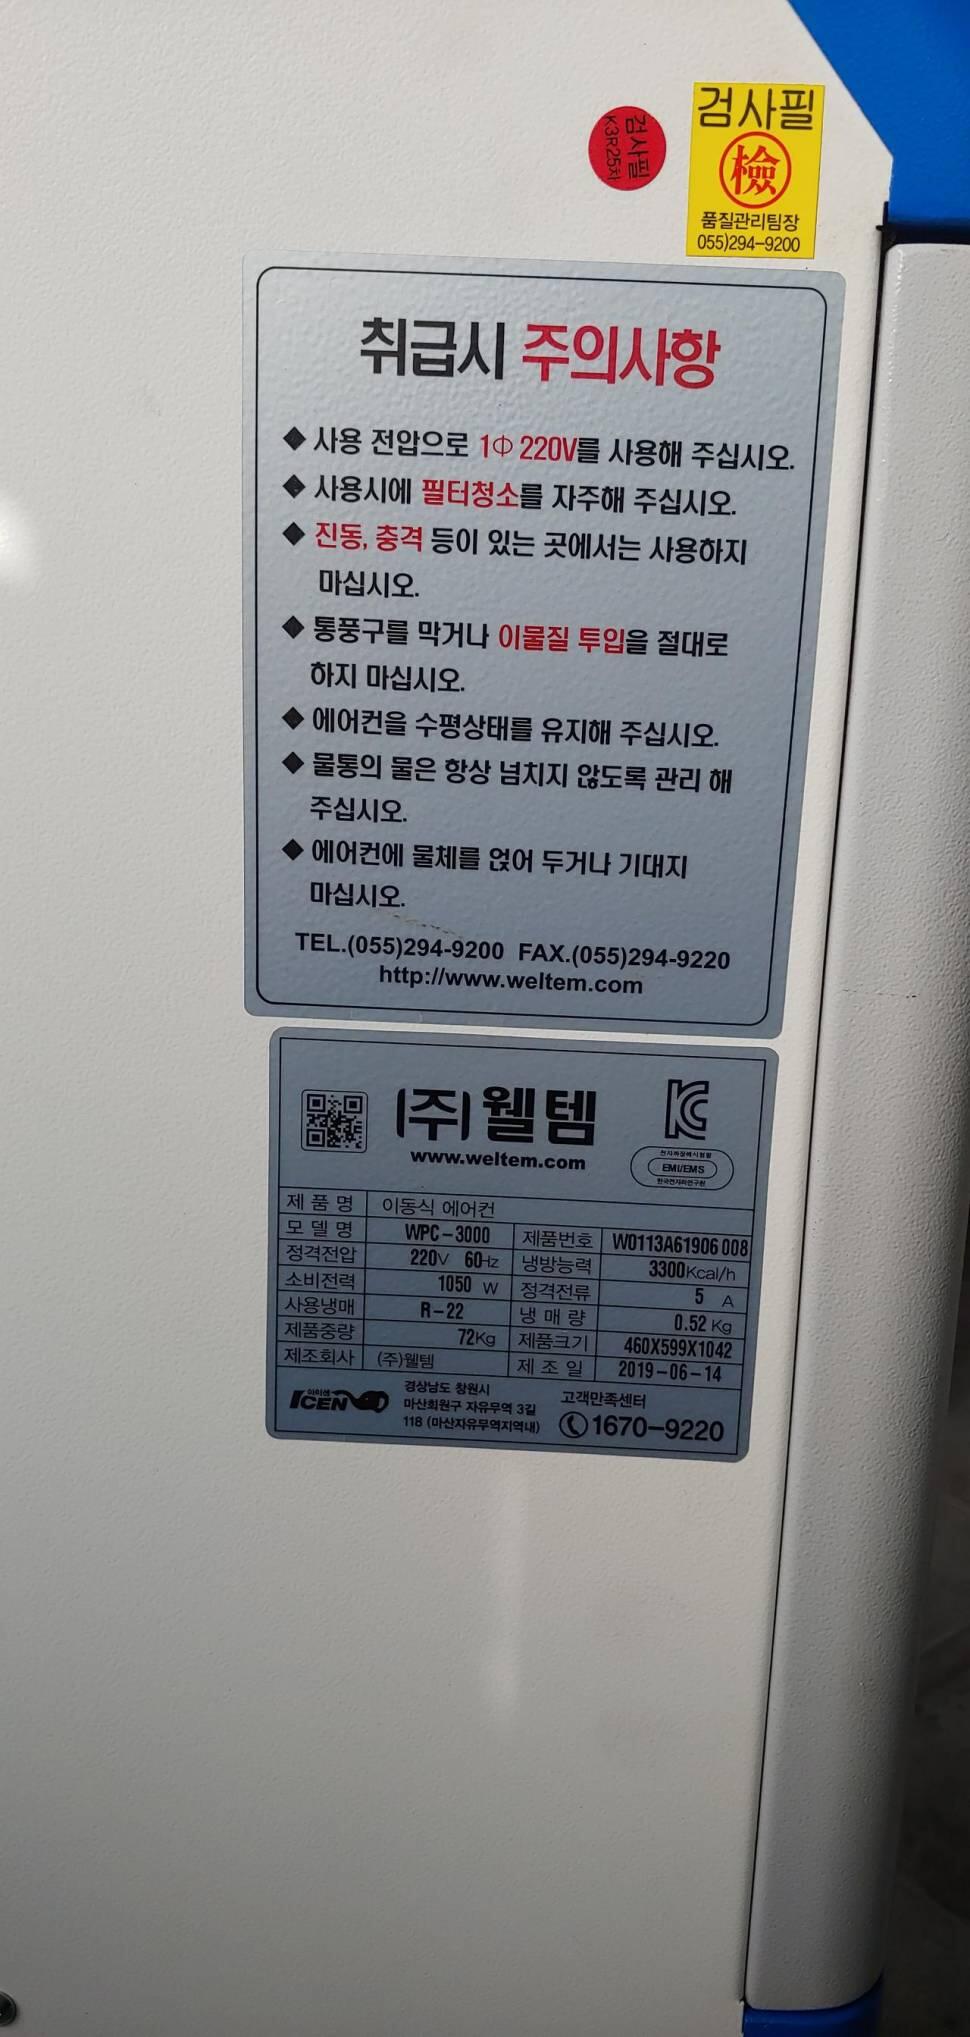 검사필
K3R25차
검사필
檢
품질관리팀장
055)294-9200
취급시 주의사항
◆ 사용 전압으로 1Φ 220V를 사용해 주십시오.
◆ 사용시에 필터청소를 자주해 주십시오.
◆ 진동, 충격 등이 있는 곳에서는 사용하지
마십시오.
◆ 통풍구를 막거나 이물질 투입을 절대로
하지 마십시오.
◆ 에어컨을 수평상태를 유지해 주십시오.
◆ 물통의 물은 항상 넘치지 않도록 관리 해
주십시오.
◆ 에어컨에 물체를 얹어 두거나 기대지
마십시오.
TEL.(055)294-9200 FAX.(055)294-9220
http://www.weltem.com
(주)웰템
www.weltem.com
EMI/EMS
제품명 이동식 에어컨
모델명 WPC-3000 제품번호 W0113A61906 008
정격전압 220V 60Hz 냉방능력 3300Kcal/h
소비전력 1050 W 정격전류 5 A
사용냉매 R-22 냉매량 0.52 Kg
제품중량 72Kg 제품크기 460X599X1042
제조회사 (주)웰템 제조일 2019-06-14
아이센
ICEN
경상남도 창원시
마산회원구 자유무역 3길
118 (마산자유무역지역내)
고객만족센터
1670-9220